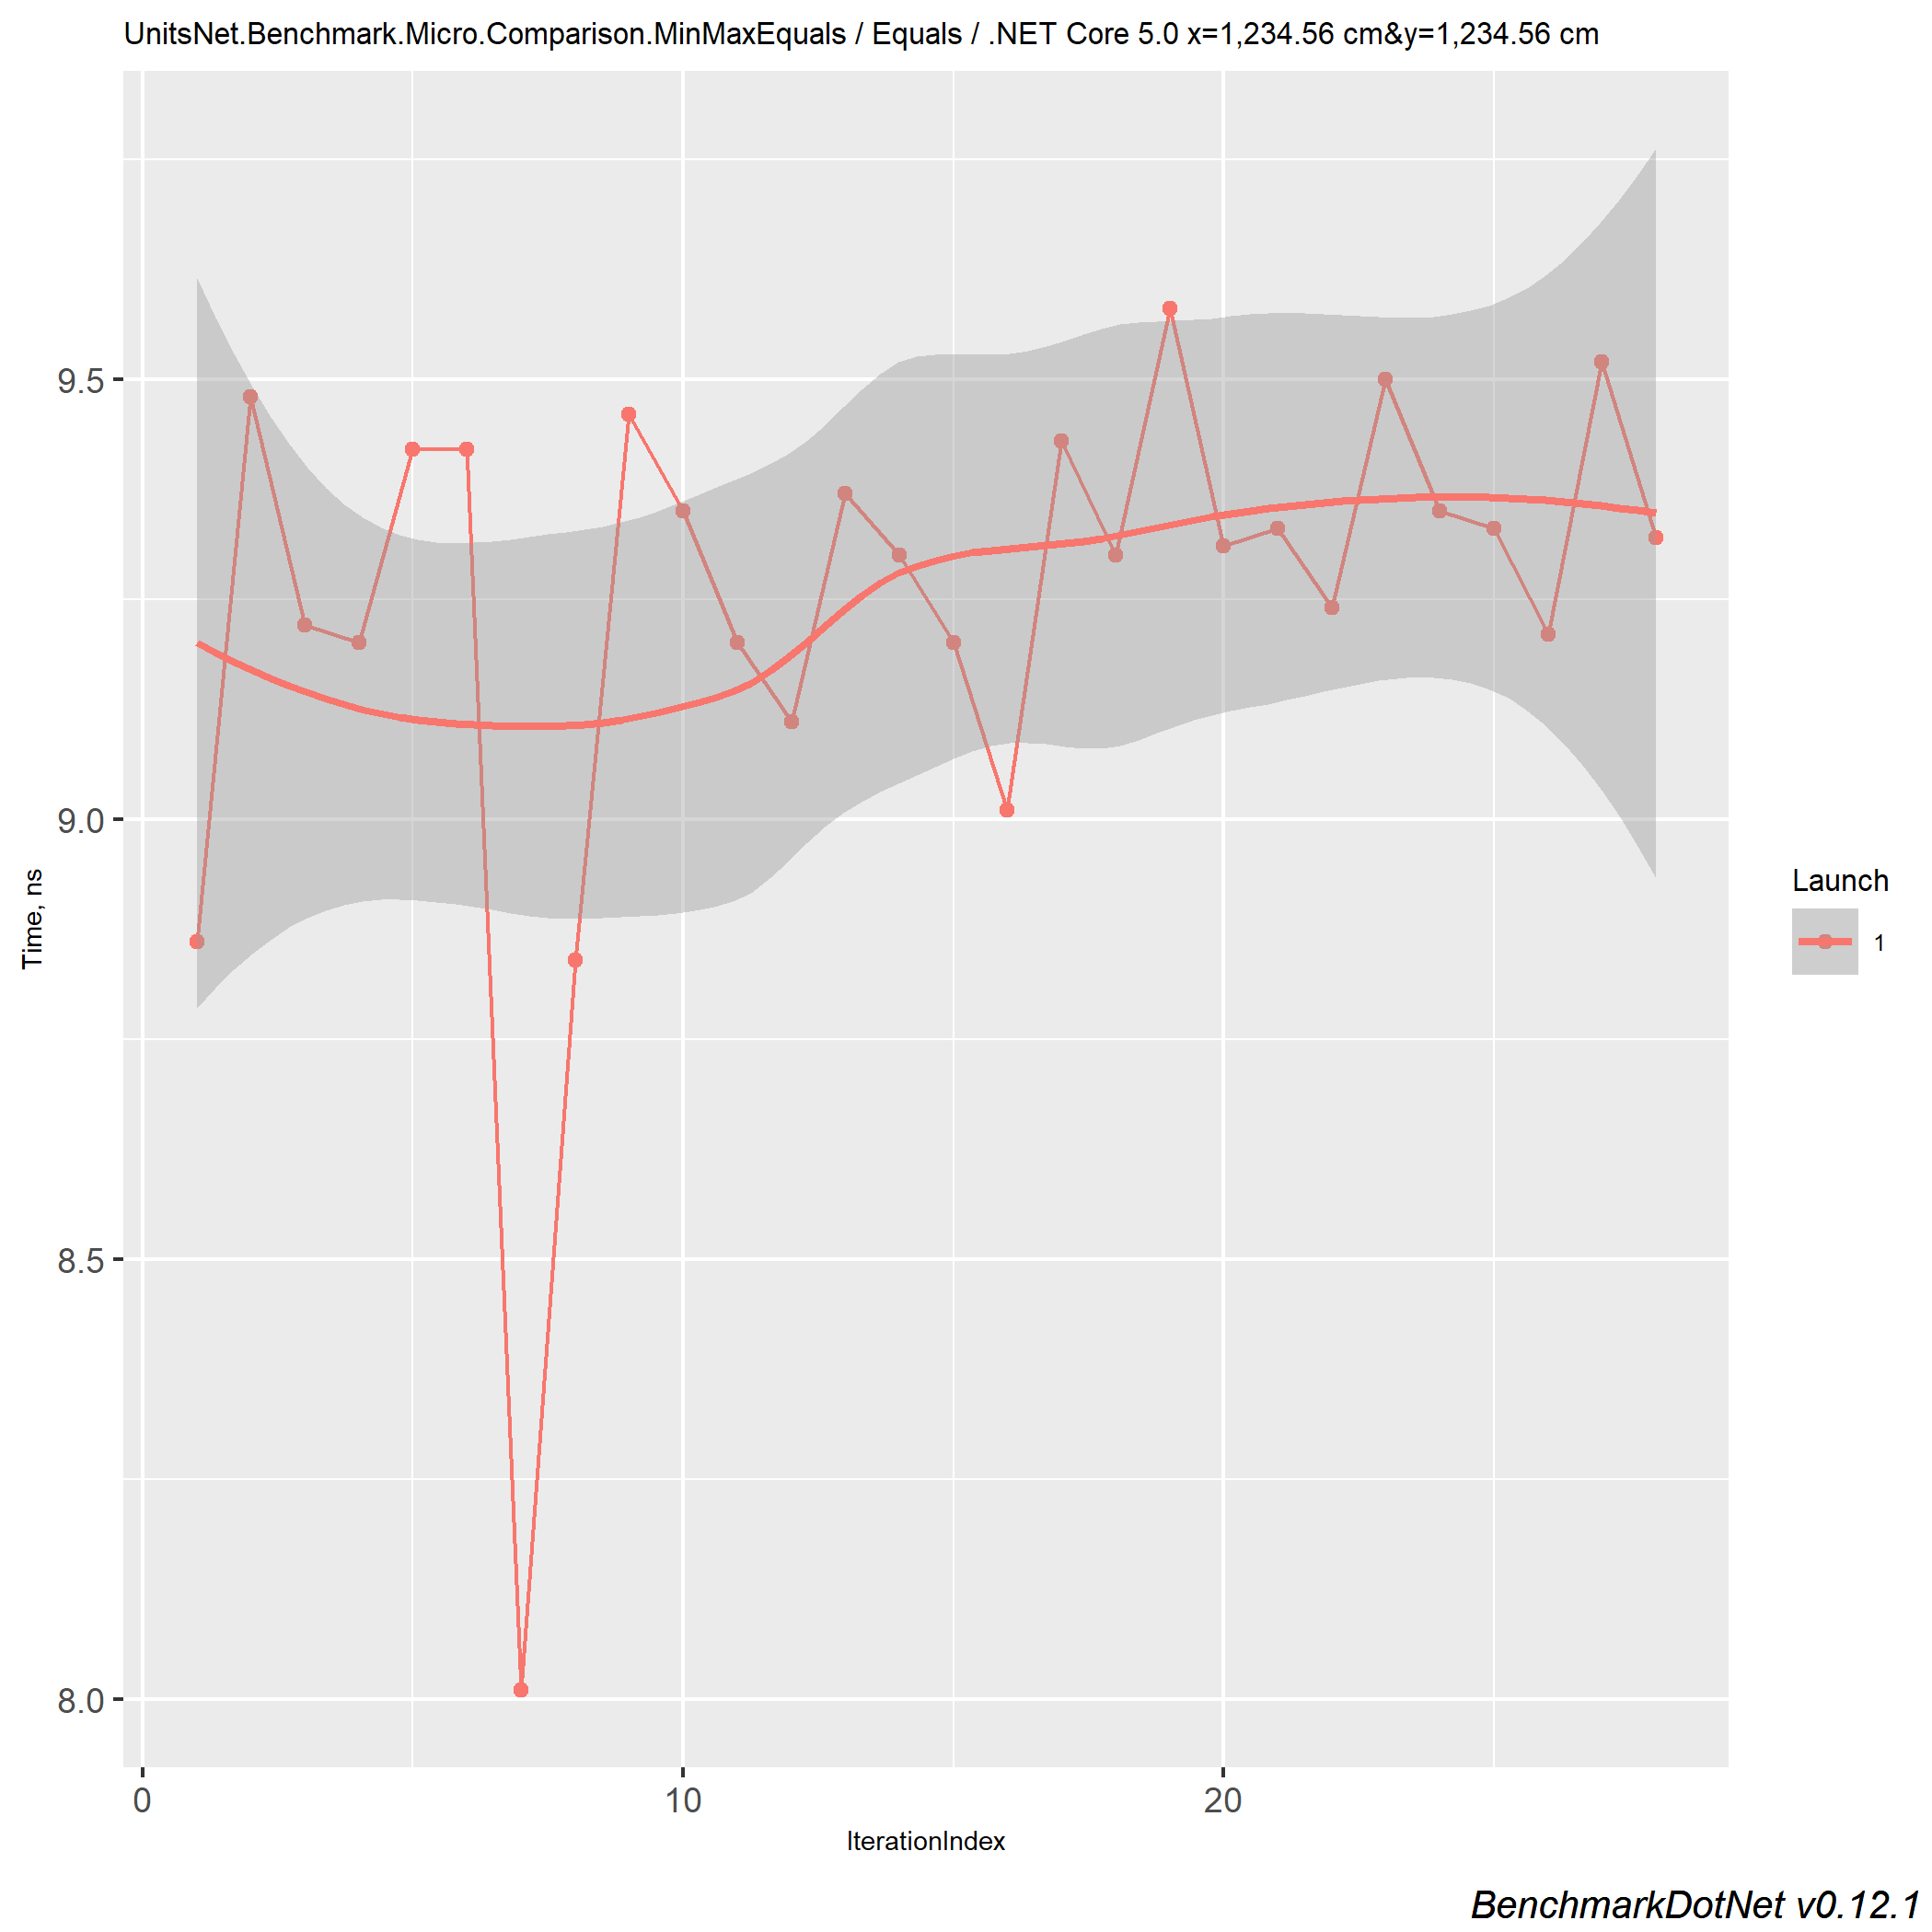 UnitsNet.Benchmark.Micro.Comparison.MinMaxEquals / Equals / .NET Core 5.0 x=1,234.56 cm&y=1,234.56 cm
9.5
9.0
8.5
8.0
Time, ns
0 10 20
IterationIndex
Launch
1
BenchmarkDotNet v0.12.1